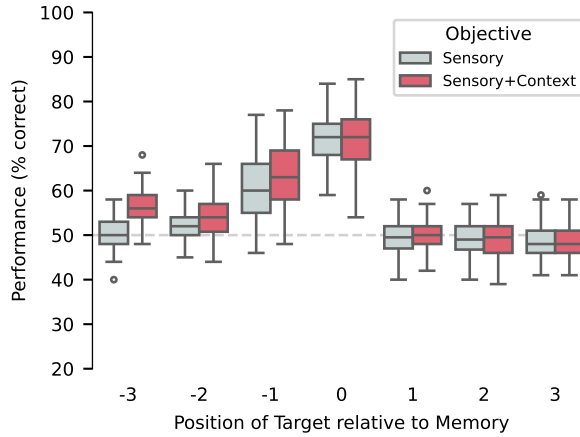 Objective
Sensory
Sensory+Context
Performance (% correct)
100
90
80
70
60
50
40
30
20
-3 -2 -1 0 1 2 3
Position of Target relative to Memory